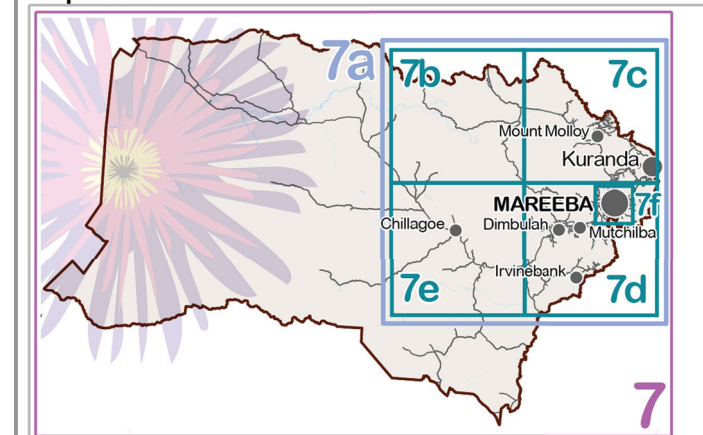 7a
7b
7c
Mount Molloy
Kuranda
MAREEBA
7f
Chillagoe
Dimbulah
Mutchilba
Irvinebank
7e
7d
7